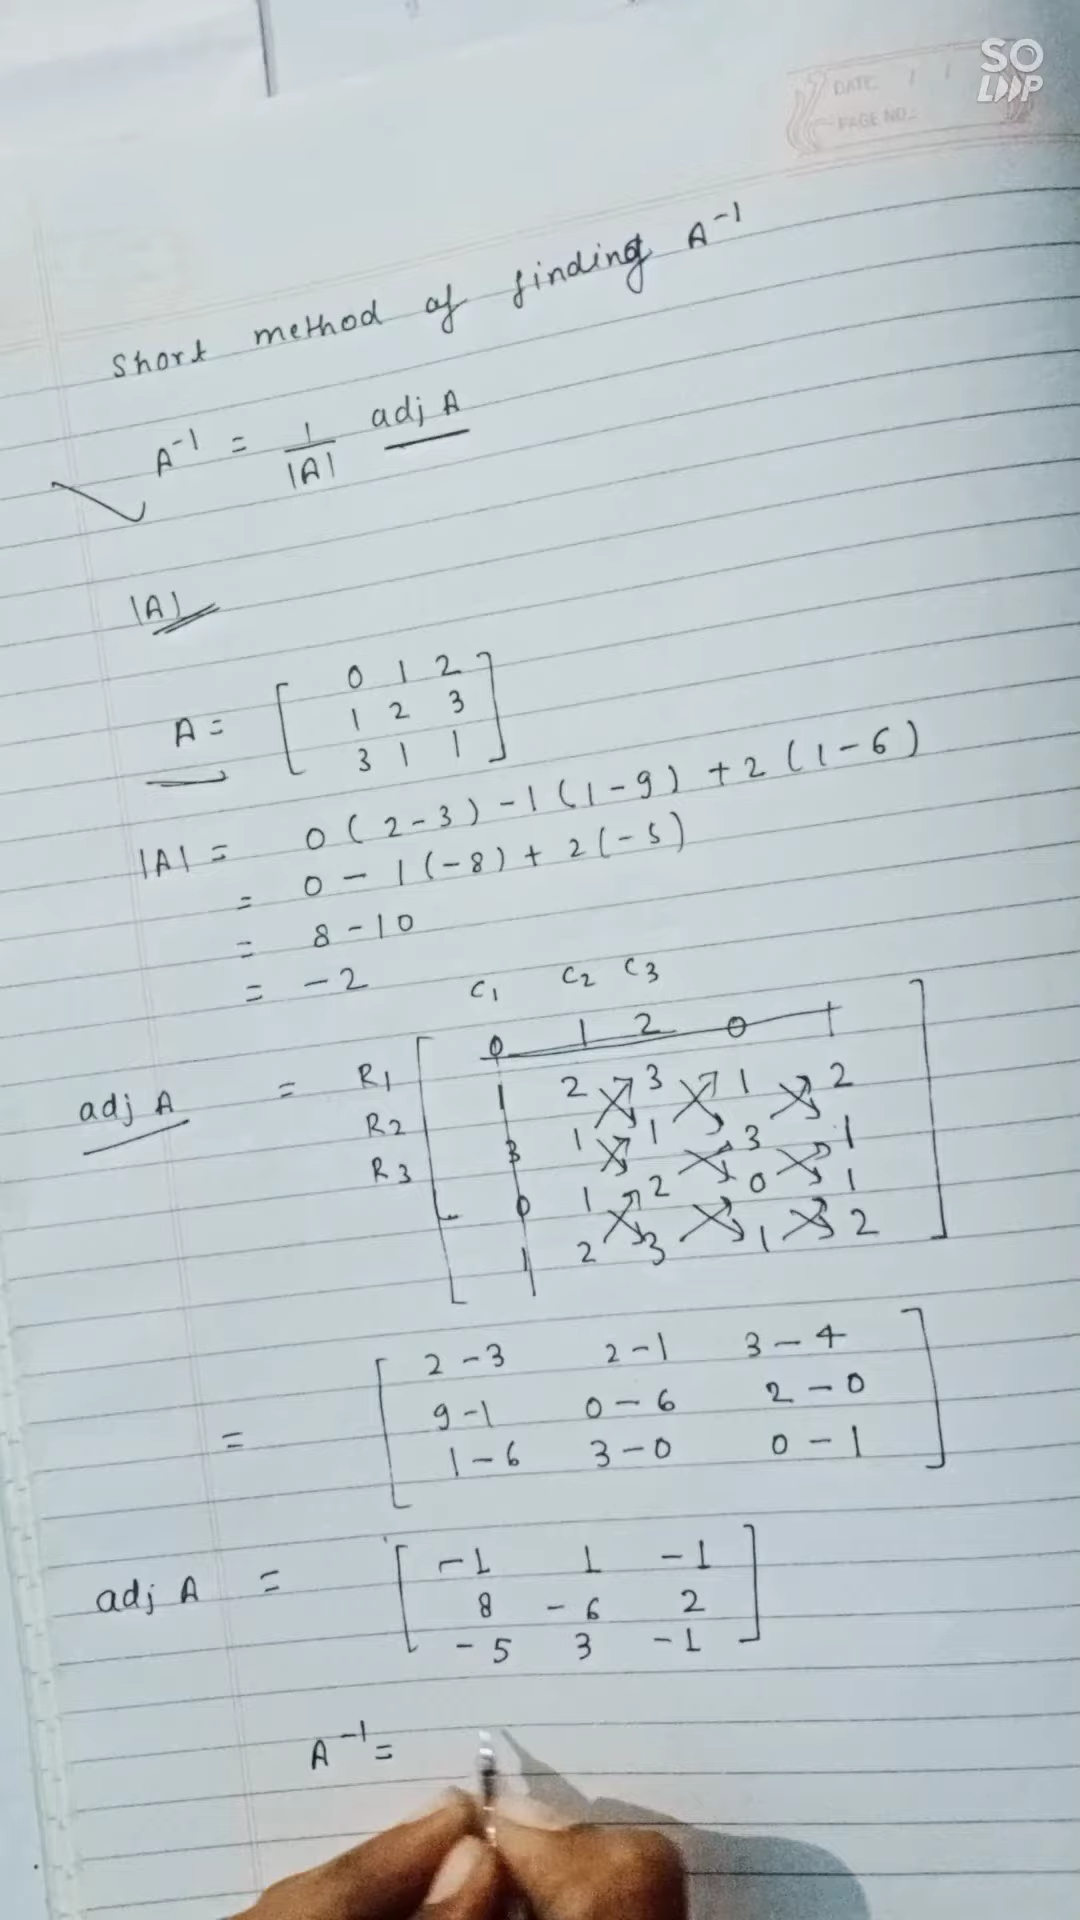 SO
LOOP
DATE: / /
PAGE NO.:
Short method of finding A⁻¹
A⁻¹ = 1/|A| adj A
|A|
A = [ 0 1 2
1 2 3
3 1 1 ]
|A| = 0 ( 2 - 3 ) - 1 ( 1 - 9 ) + 2 ( 1 - 6 )
= 0 - 1 ( - 8 ) + 2 ( - 5 )
= 8 - 10
= - 2
C₁ C₂ C₃
adj A = R₁ R₂ R₃ [ 0 1 2 0 1
1 2 3 1 2
3 1 1 3 1
0 1 2 0 1
1 2 3 1 2 ]
= [ 2 - 3 2 - 1 3 - 4
9 - 1 0 - 6 2 - 0
1 - 6 3 - 0 0 - 1 ]
adj A = [ - 1 1 - 1
8 - 6 2
- 5 3 - 1 ]
A⁻¹ =